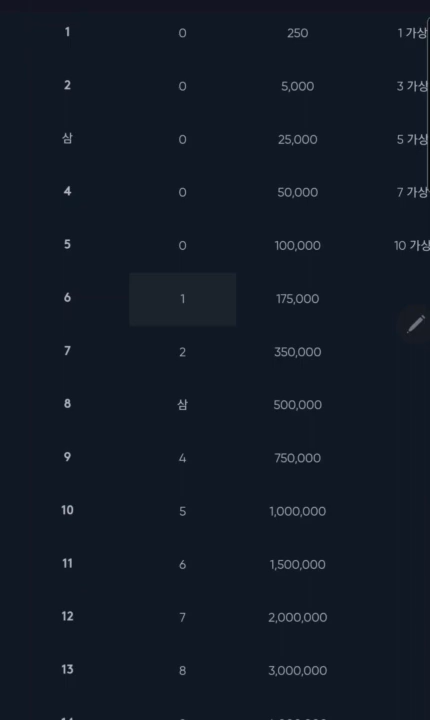 1 0 250 1 가상
2 0 5,000 3 가상
삼 0 25,000 5 가상
4 0 50,000 7 가상
5 0 100,000 10 가상
6 1 175,000
7 2 350,000
8 삼 500,000
9 4 750,000
10 5 1,000,000
11 6 1,500,000
12 7 2,000,000
13 8 3,000,000